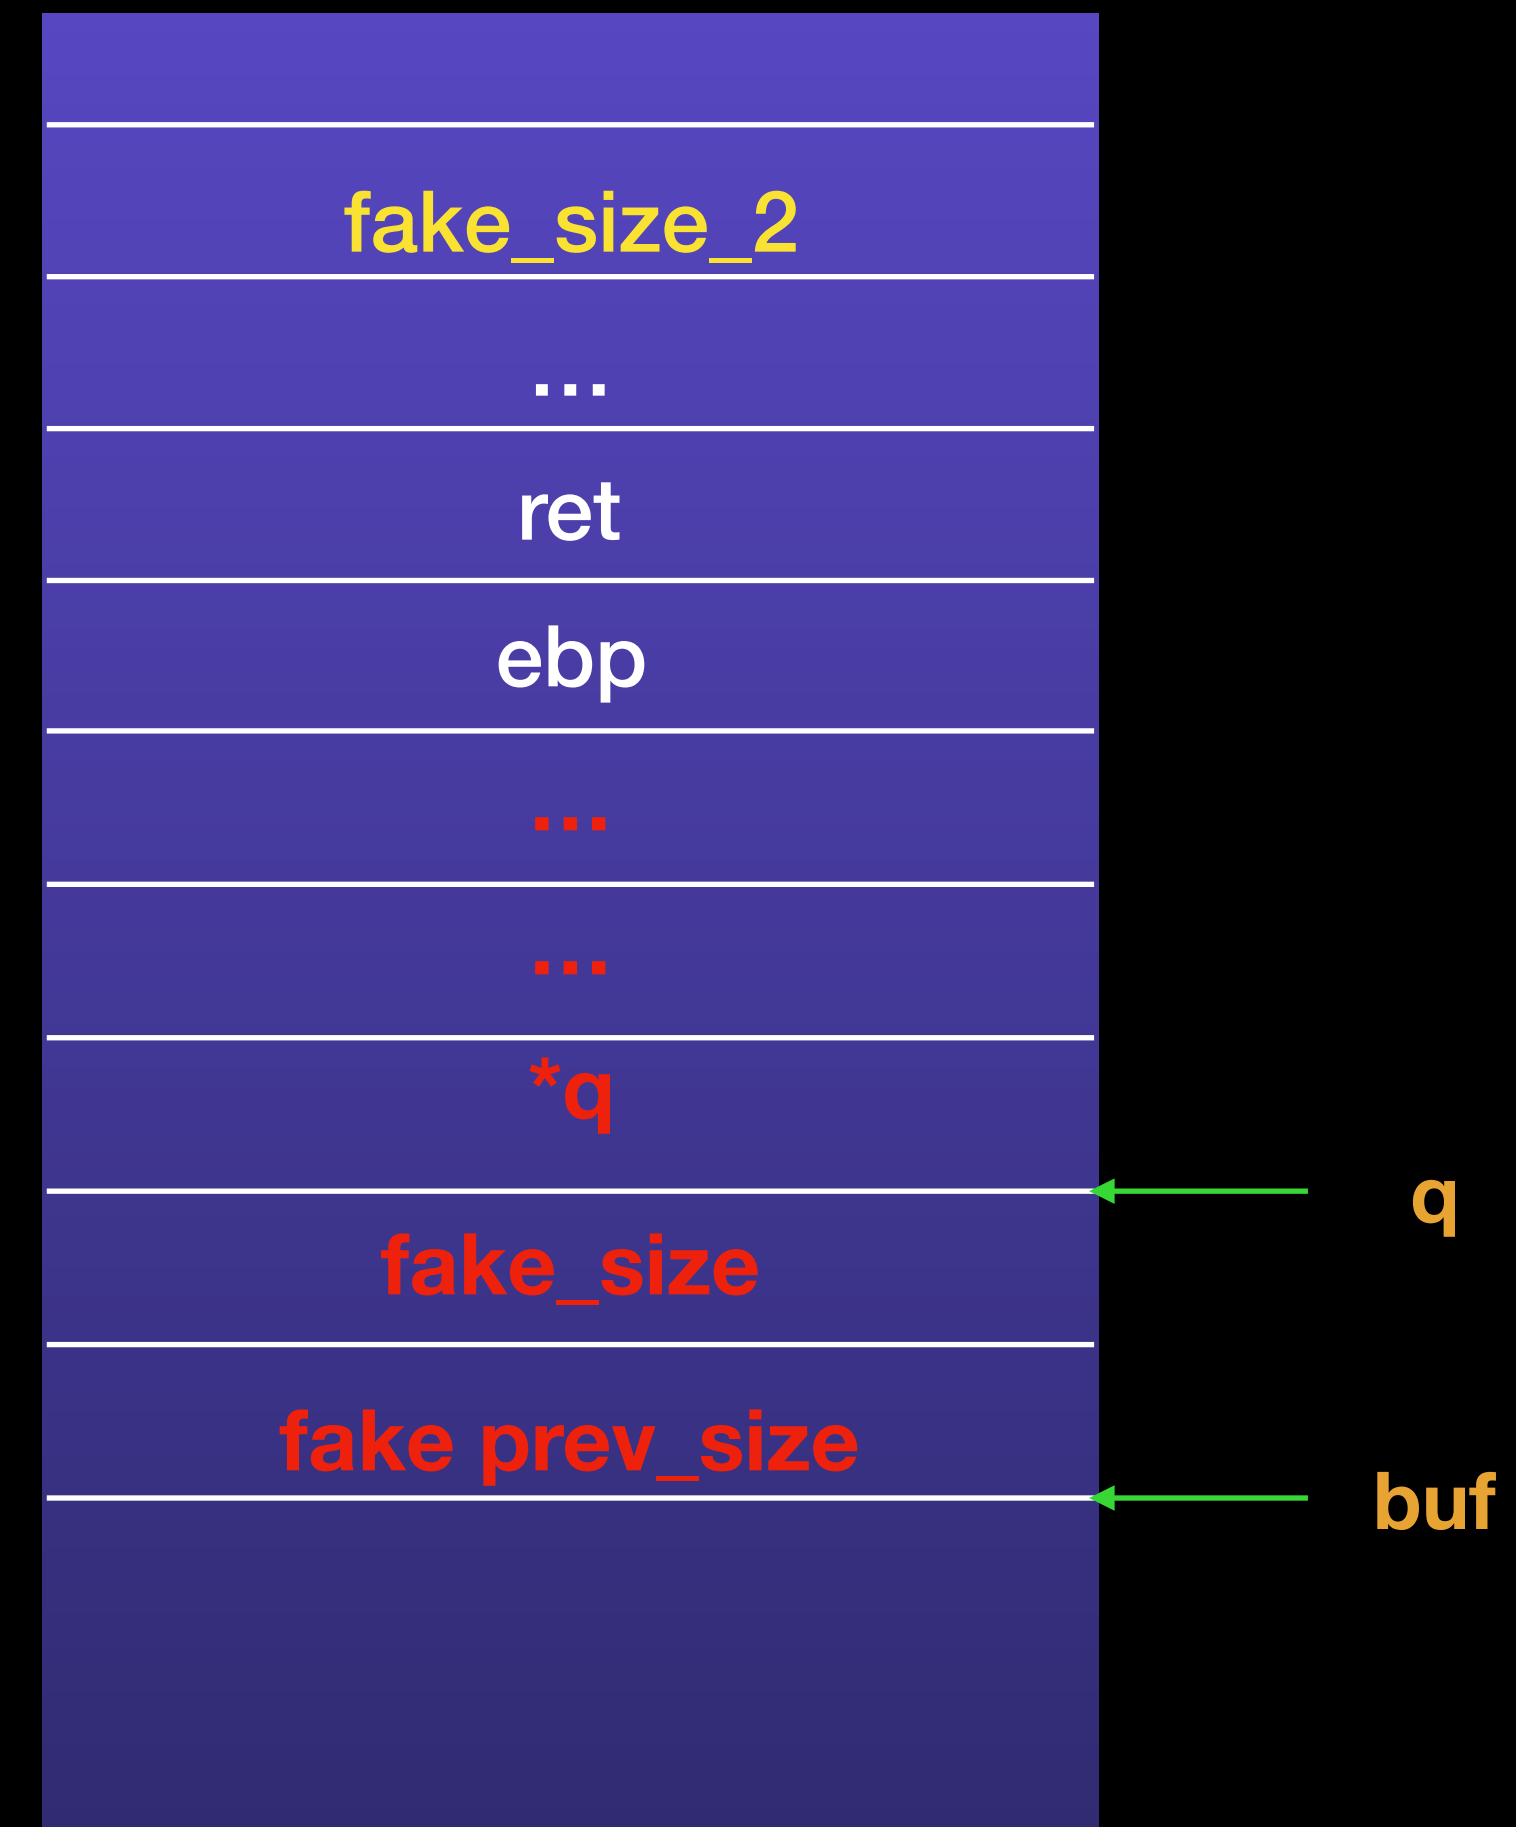 fake_size_2
...
ret
ebp
...
...
*q
q
fake_size
fake prev_size
buf